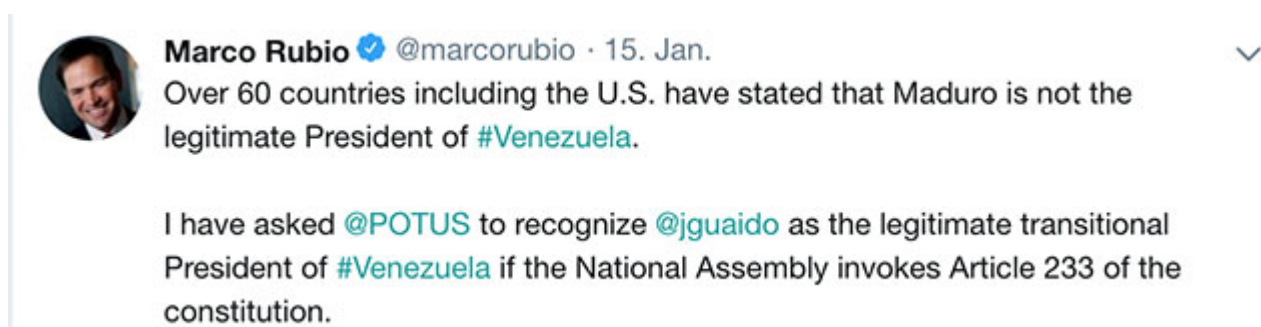 Marco Rubio @marcorubio · 15. Jan.
Over 60 countries including the U.S. have stated that Maduro is not the
legitimate President of #Venezuela.
I have asked @POTUS to recognize @jguaido as the legitimate transitional
President of #Venezuela if the National Assembly invokes Article 233 of the
constitution.